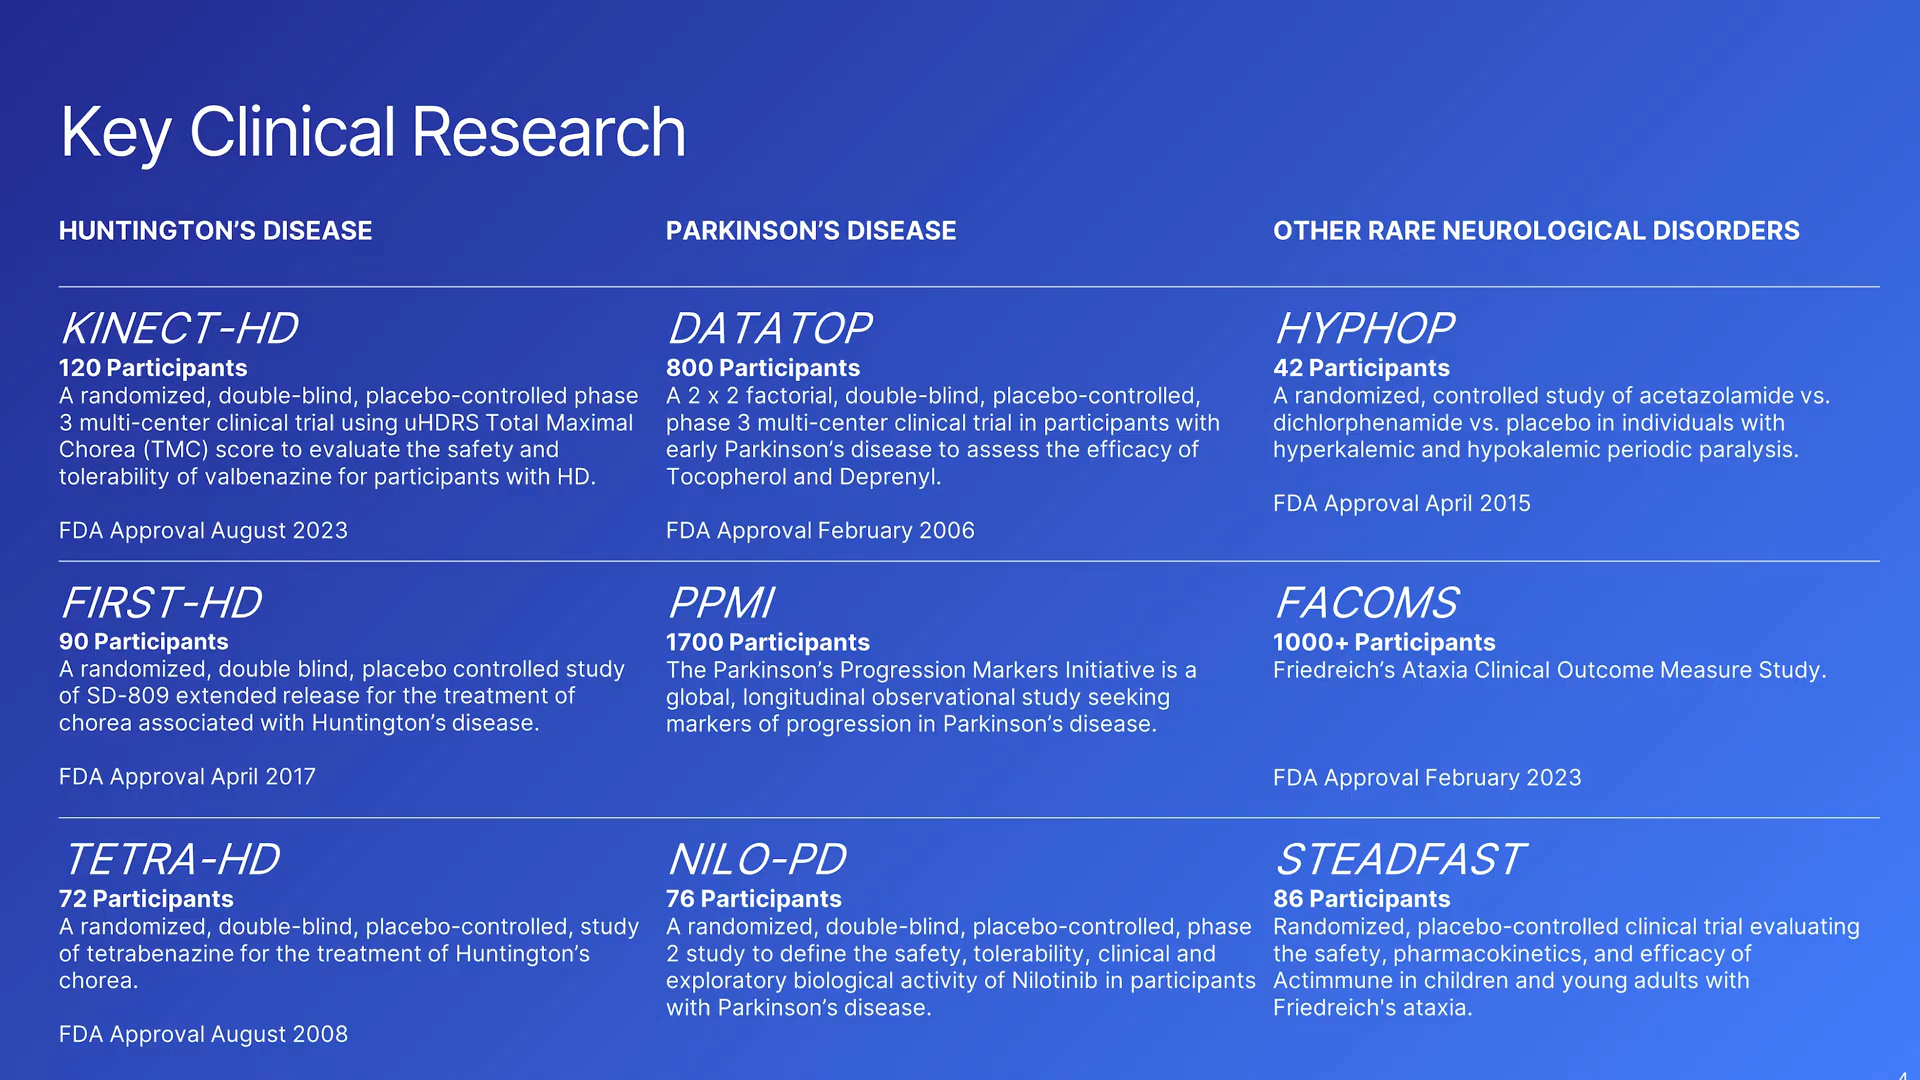 Key Clinical Research
HUNTINGTON’S DISEASE
KINECT-HD
120 Participants
A randomized, double-blind, placebo-controlled phase
3 multi-center clinical trial using uHDRS Total Maximal
Chorea (TMC) score to evaluate the safety and
tolerability of valbenazine for participants with HD.
FDA Approval August 2023
FIRST-HD
90 Participants
A randomized, double blind, placebo controlled study
of SD-809 extended release for the treatment of
chorea associated with Huntington’s disease.
FDA Approval April 2017
TETRA-HD
72 Participants
A randomized, double-blind, placebo-controlled, study
of tetrabenazine for the treatment of Huntington’s
chorea.
FDA Approval August 2008
PARKINSON’S DISEASE
DATATOP
800 Participants
A 2 x 2 factorial, double-blind, placebo-controlled,
phase 3 multi-center clinical trial in participants with
early Parkinson’s disease to assess the efficacy of
Tocopherol and Deprenyl.
FDA Approval February 2006
PPMI
1700 Participants
The Parkinson’s Progression Markers Initiative is a
global, longitudinal observational study seeking
markers of progression in Parkinson’s disease.
NILO-PD
76 Participants
A randomized, double-blind, placebo-controlled, phase
2 study to define the safety, tolerability, clinical and
exploratory biological activity of Nilotinib in participants
with Parkinson’s disease.
OTHER RARE NEUROLOGICAL DISORDERS
HYPHOP
42 Participants
A randomized, controlled study of acetazolamide vs.
dichlorphenamide vs. placebo in individuals with
hyperkalemic and hypokalemic periodic paralysis.
FDA Approval April 2015
FACOMS
1000+ Participants
Friedreich’s Ataxia Clinical Outcome Measure Study.
FDA Approval February 2023
STEADFAST
86 Participants
Randomized, placebo-controlled clinical trial evaluating
the safety, pharmacokinetics, and efficacy of
Actimmune in children and young adults with
Friedreich's ataxia.